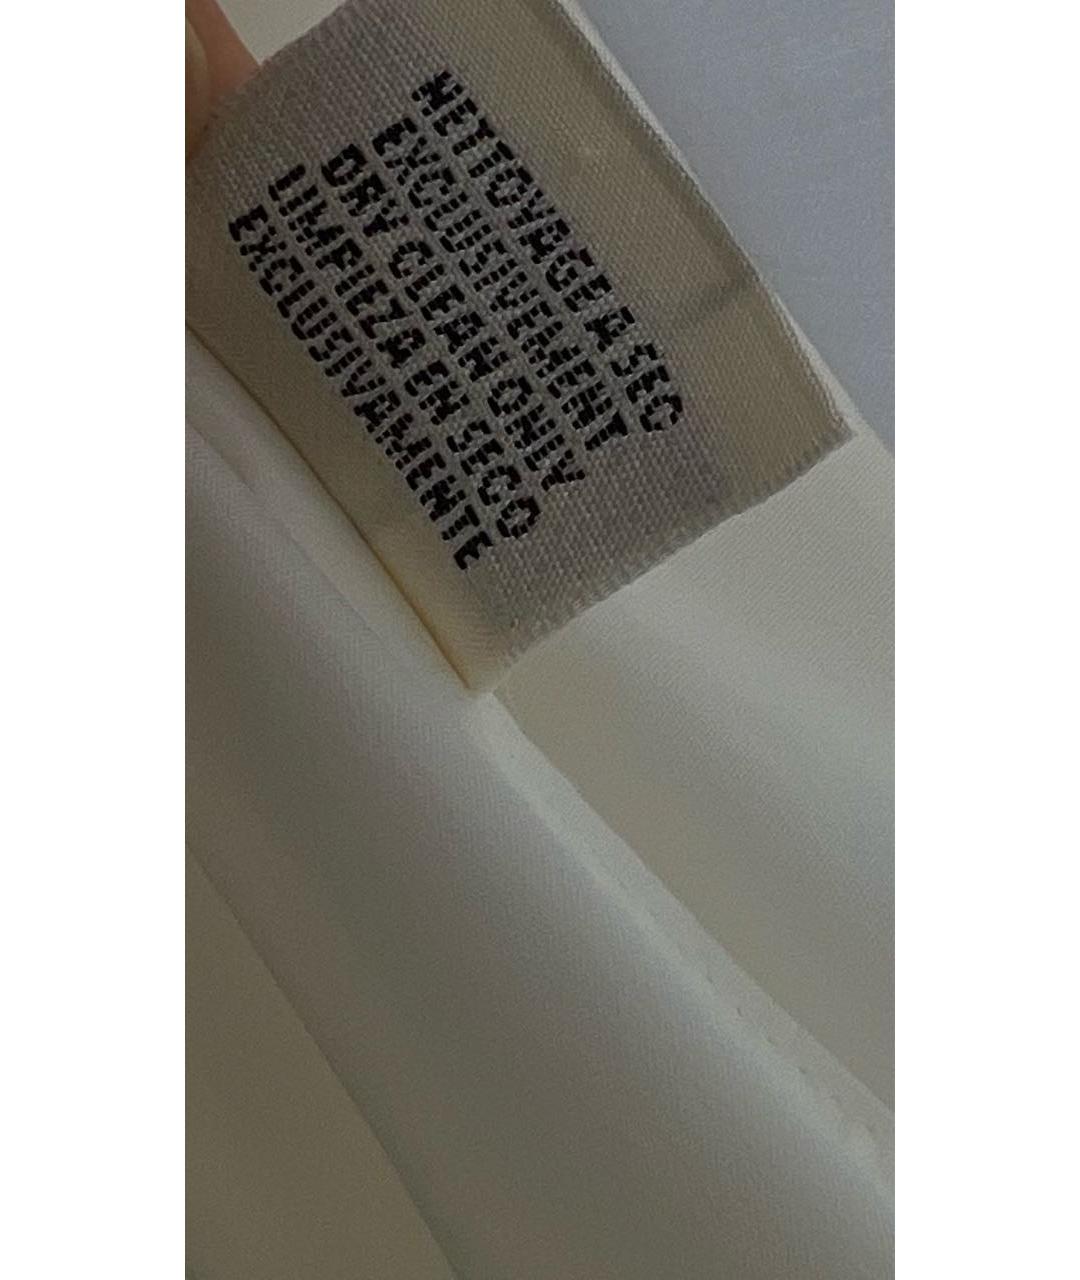 NETTOYAGE A SEC
EXCLUSIVEMENT
DRY CLEAN ONLY
LIMPIEZA EN SECO
EXCLUSIVAMENTE